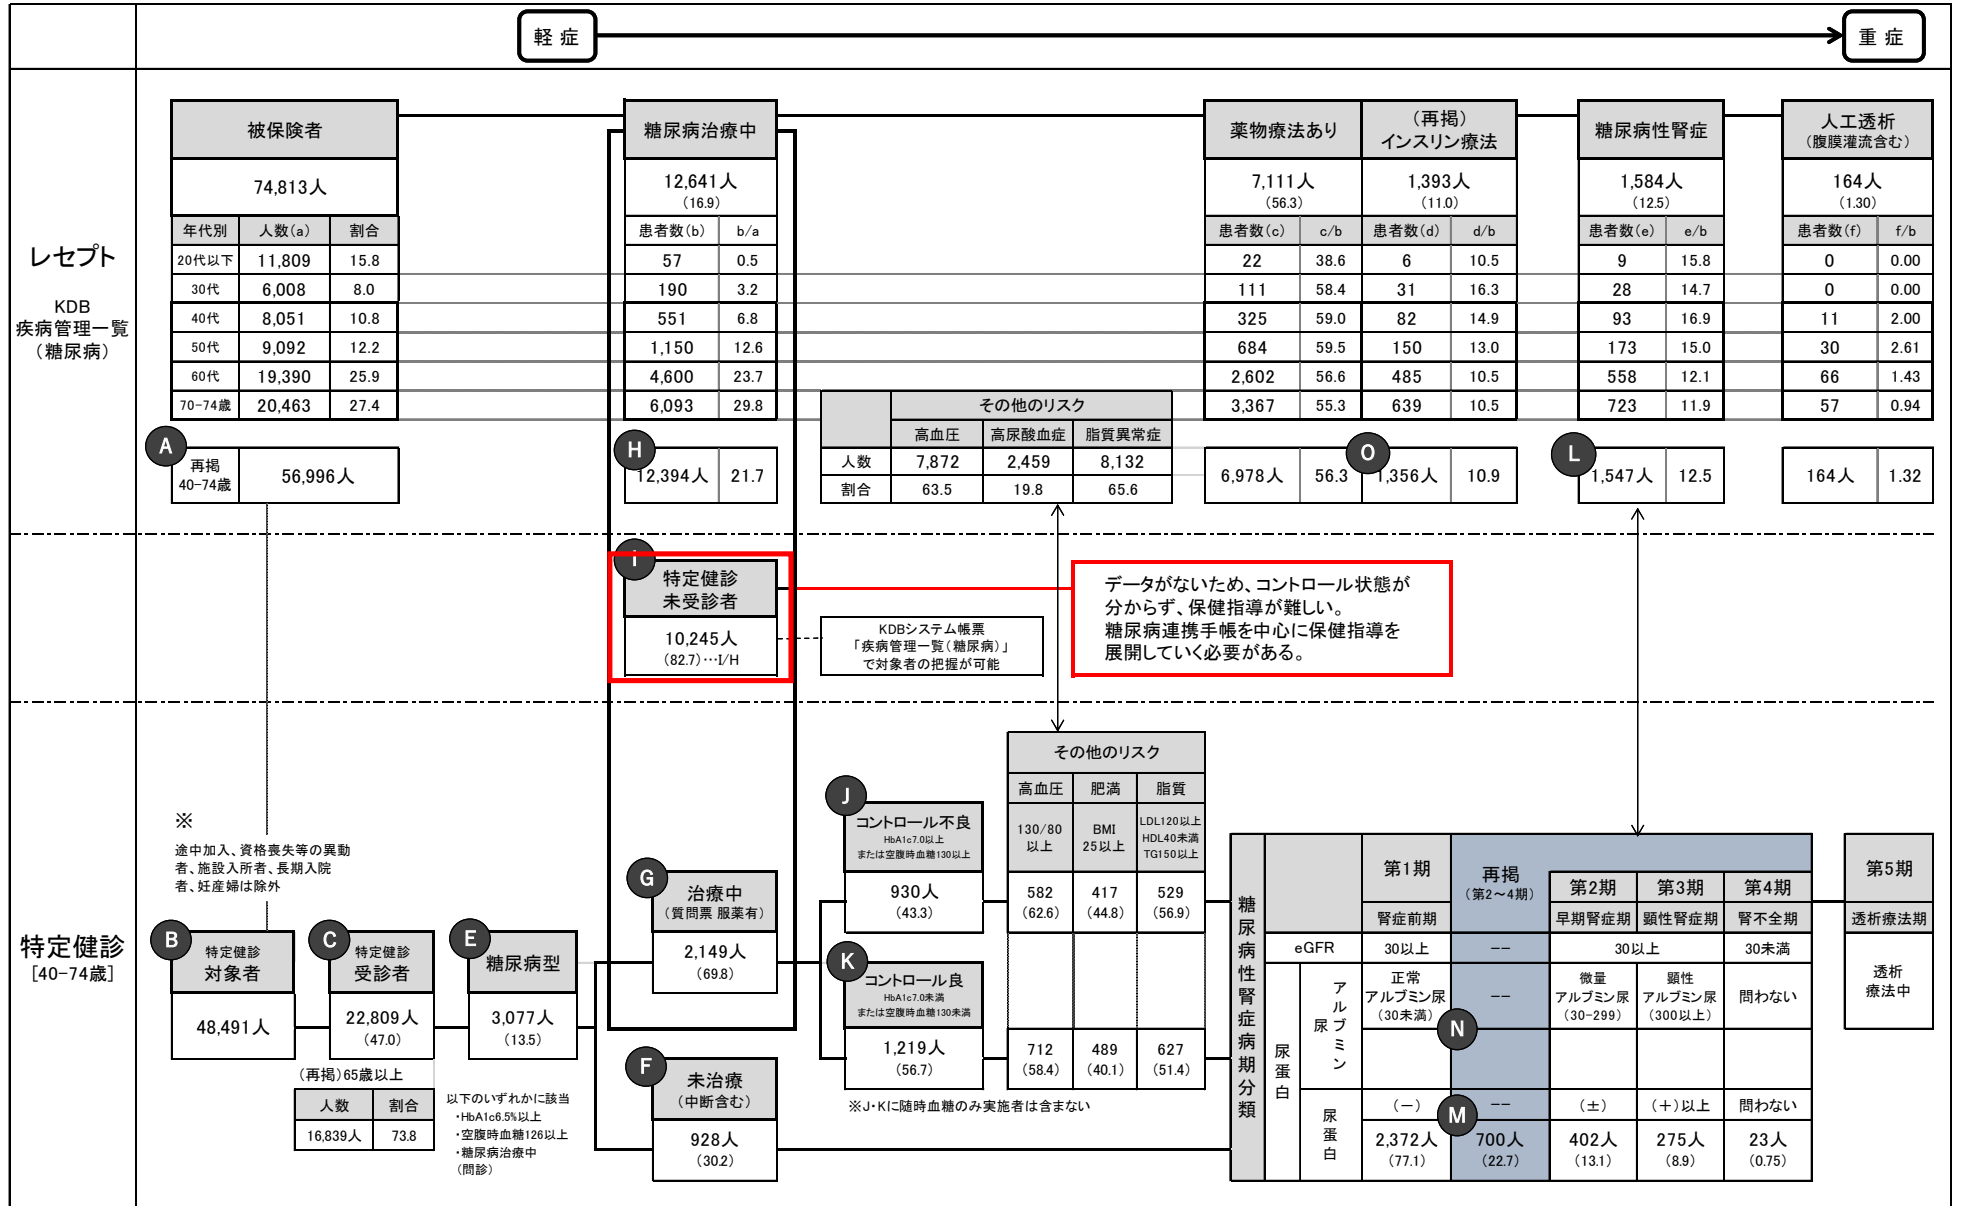 軽症
重症
レセプト
KDB
疾病管理一覧
（糖尿病）
被保険者
74,813人
年代別 人数(a) 割合
20代以下 11,809 15.8
30代 6,008 8.0
40代 8,051 10.8
50代 9,092 12.2
60代 19,390 25.9
70-74歳 20,463 27.4
A
再掲
40-74歳
56,996人
糖尿病治療中
12,641人
(16.9)
患者数(b) b/a
57 0.5
190 3.2
551 6.8
1,150 12.6
4,600 23.7
6,093 29.8
H
12,394人 21.7
その他のリスク
高血圧 高尿酸血症 脂質異常症
人数 7,872 2,459 8,132
割合 63.5 19.8 65.6
薬物療法あり
7,111人
(56.3)
患者数(c) c/b
22 38.6
111 58.4
325 59.0
684 59.5
2,602 56.6
3,367 55.3
6,978人 56.3
（再掲）
インスリン療法
1,393人
(11.0)
患者数(d) d/b
6 10.5
31 16.3
82 14.9
150 13.0
485 10.5
639 10.5
O
1,356人 10.9
糖尿病性腎症
1,584人
(12.5)
患者数(e) e/b
9 15.8
28 14.7
93 16.9
173 15.0
558 12.1
723 11.9
L
1,547人 12.5
人工透析
（腹膜灌流含む）
164人
(1.30)
患者数(f) f/b
0 0.00
0 0.00
11 2.00
30 2.61
66 1.43
57 0.94
164人 1.32
I
特定健診
未受診者
10,245人
(82.7)…I/H
KDBシステム帳票
「疾病管理一覧（糖尿病）」
で対象者の把握が可能
データがないため、コントロール状態が
分からず、保健指導が難しい。
糖尿病連携手帳を中心に保健指導を
展開していく必要がある。
特定健診
[40-74歳]
※
途中加入、資格喪失等の異動
者、施設入所者、長期入院
者、妊産婦は除外
B
特定健診
対象者
48,491人
C
特定健診
受診者
22,809人
(47.0)
（再掲）65歳以上
人数 割合
16,839人 73.8
E
糖尿病型
3,077人
(13.5)
以下のいずれかに該当
・HbA1c6.5%以上
・空腹時血糖126以上
・糖尿病治療中
（問診）
G
治療中
（質問票 服薬有）
2,149人
(69.8)
F
未治療
（中断含む）
928人
(30.2)
J
コントロール不良
HbA1c7.0以上
または空腹時血糖130以上
930人
(43.3)
K
コントロール良
HbA1c7.0未満
または空腹時血糖130未満
1,219人
(56.7)
※J・Kに随時血糖のみ実施者は含まない
その他のリスク
高血圧 肥満 脂質
130/80
以上
BMI
25以上
LDL120以上
HDL40未満
TG150以上
582 417 529
(62.6) (44.8) (56.9)
712 489 627
(58.4) (40.1) (51.4)
糖尿病性腎症病期分類
第1期
再掲
（第2～4期）
第2期 第3期 第4期
第5期
腎症前期 早期腎症期 顕性腎症期 腎不全期 透析療法期
eGFR 30以上 -- 30以上 30未満
尿蛋白
尿アルブミン
正常
アルブミン尿
(30未満)
--
微量
アルブミン尿
(30-299)
顕性
アルブミン尿
(300以上)
問わない
透析
療法中
N
尿蛋白
(－) -- (±) (＋)以上 問わない
M
2,372人 700人 402人 275人 23人
(77.1) (22.7) (13.1) (8.9) (0.75)